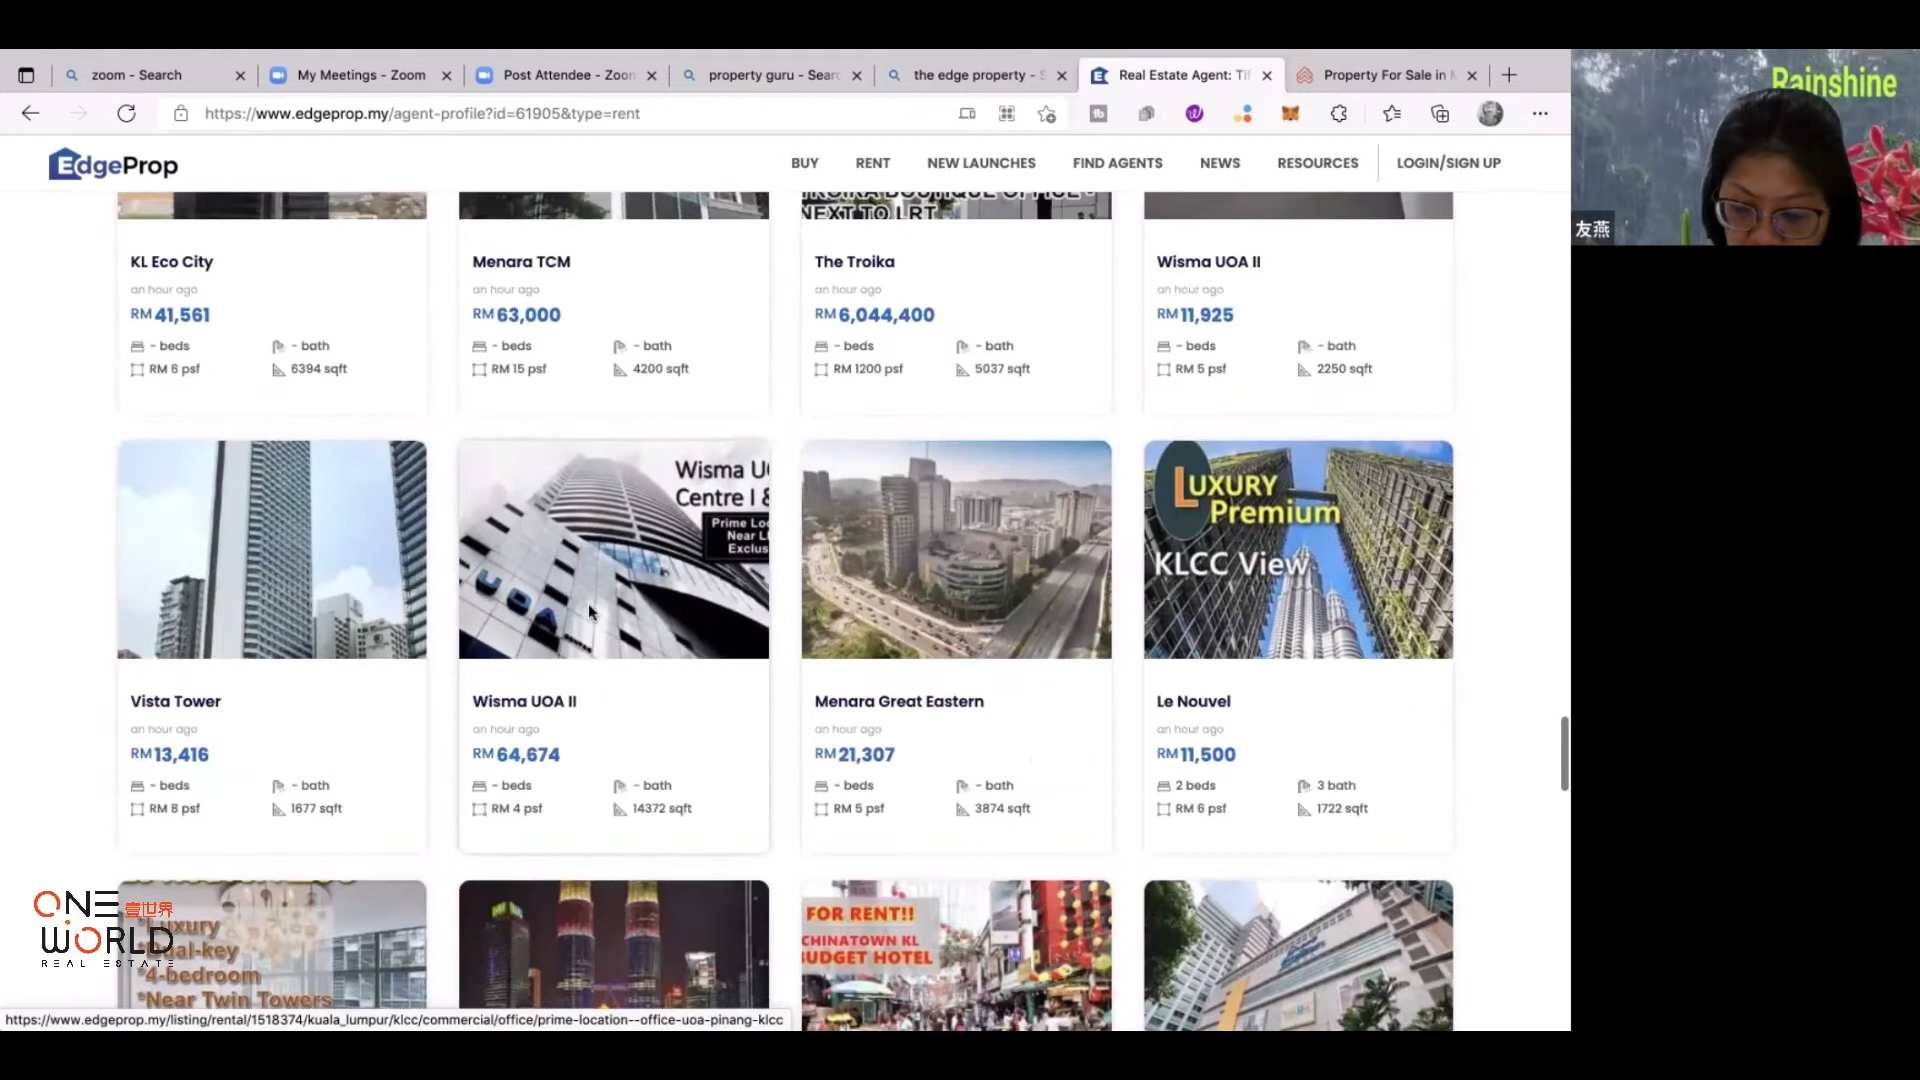 zoom - Search
My Meetings - Zoom
Post Attendee - Zoon
property guru - Sear
the edge property - S
Real Estate Agent: Tif
Property For Sale in M
https://www.edgeprop.my/agent-profile?id=61905&type=rent
EdgeProp
BUY
RENT
NEW LAUNCHES
FIND AGENTS
NEWS
RESOURCES
LOGIN/SIGN UP
Rainshine
友燕
TROIKA BOUTIQUE OFFICE
NEXT TO LRT
KL Eco City
an hour ago
RM 41,561
- beds
- bath
RM 6 psf
6394 sqft
Menara TCM
an hour ago
RM 63,000
- beds
- bath
RM 15 psf
4200 sqft
The Troika
an hour ago
RM 6,044,400
- beds
- bath
RM 1200 psf
5037 sqft
Wisma UOA II
an hour ago
RM 11,925
- beds
- bath
RM 5 psf
2250 sqft
Vista Tower
an hour ago
RM 13,416
- beds
- bath
RM 8 psf
1677 sqft
Wisma U
Centre I &
Prime Loc
Near L
Exclus
UOA
Wisma UOA II
an hour ago
RM 64,674
- beds
- bath
RM 4 psf
14372 sqft
Menara Great Eastern
an hour ago
RM 21,307
- beds
- bath
RM 5 psf
3874 sqft
LUXURY
Premium
KLCC View
Le Nouvel
an hour ago
RM 11,500
2 beds
3 bath
RM 6 psf
1722 sqft
ONE 壹世界
WORLD
REAL ESTATE
uxury
al-key
*4-bedroom
*Near Twin Towers
FOR RENT!!
CHINATOWN KL
BUDGET HOTEL
https://www.edgeprop.my/listing/rental/1518374/kuala_lumpur/klcc/commercial/office/prime-location--office-uoa-pinang-klcc